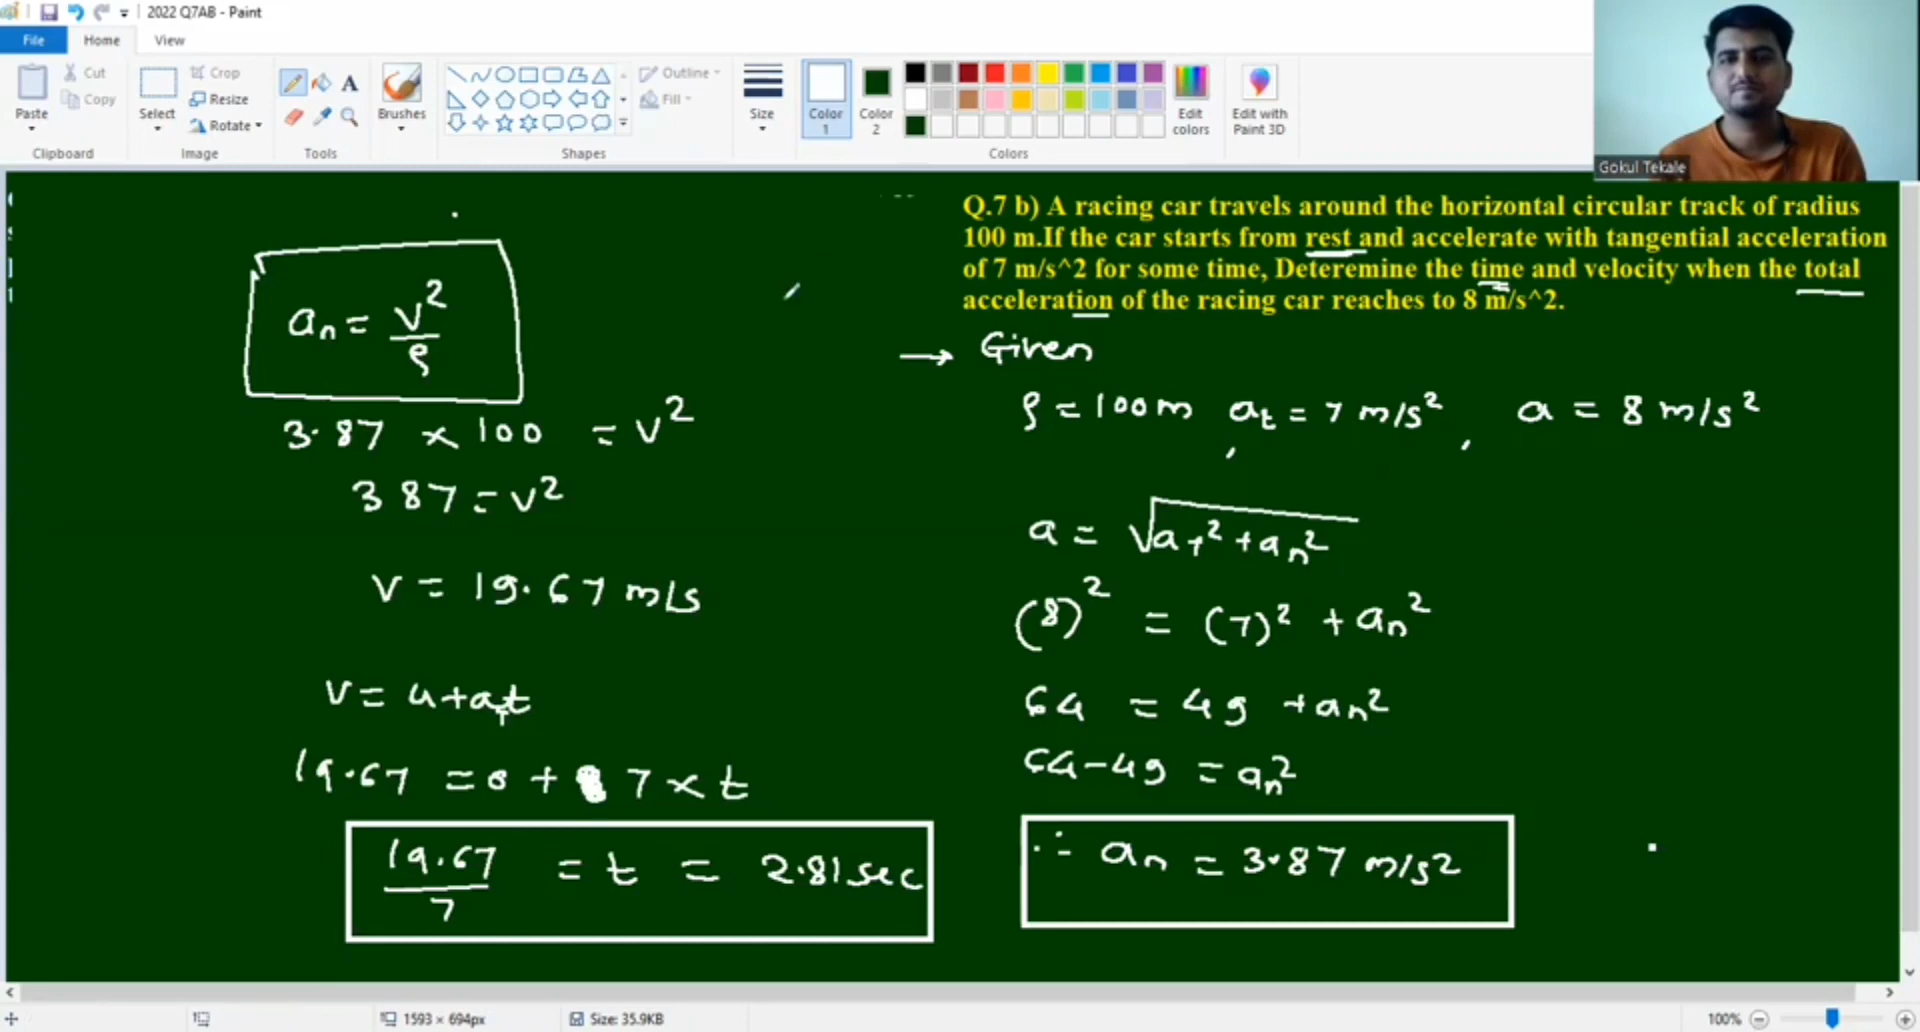 2022 Q7AB - Paint
File Home View
Cut
Copy
Paste
Clipboard
Select
Crop
Resize
Rotate
Image
Tools
Brushes
Shapes
Outline
Fill
Size
Color 1
Color 2
Colors
Edit colors
Edit with Paint 3D
Gokul Tekale
Q.7 b) A racing car travels around the horizontal circular track of radius
100 m.If the car starts from rest and accelerate with tangential acceleration
of 7 m/s^2 for some time, Deteremine the time and velocity when the total
acceleration of the racing car reaches to 8 m/s^2.
→ Given
ρ = 100m , at = 7 m/s² , a = 8 m/s²
a = √at² + an²
(8)² = (7)² + an²
64 = 49 + an²
64-49 = an²
∴ an = 3.87 m/s2
an = v²/ρ
3.87 × 100 = v²
387 = v²
v = 19.67 m/s
v = u+att
19.67 = 0 + 7 × t
19.67/7 = t = 2.81 sec
1593 × 694px
Size: 35.9KB
100%